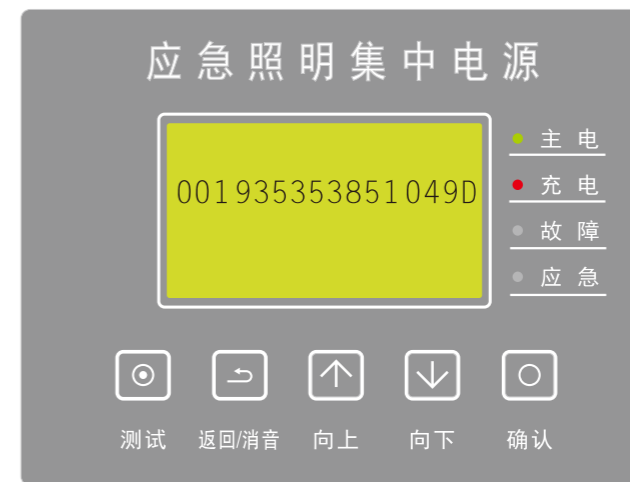 应急照明集中电源
001935353851049D
主电
充电
故障
应急
测试 返回/消音 向上 向下 确认